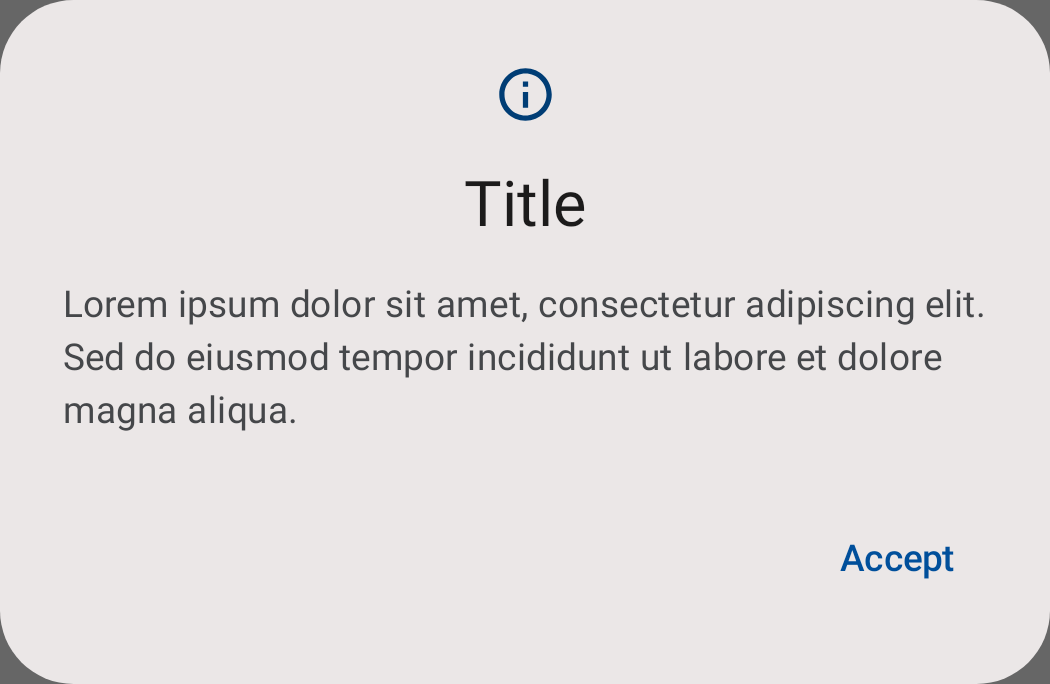 Title
Lorem ipsum dolor sit amet, consectetur adipiscing elit.
Sed do eiusmod tempor incididunt ut labore et dolore
magna aliqua.
Accept